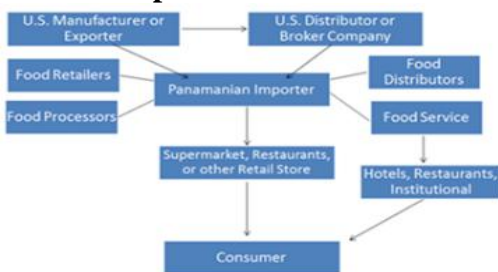 U.S. Manufacturer or
Exporter
U.S. Distributor or
Broker Company
Food Retailers
Food
Distributors
Panamanian Importer
Food Processors
Food Service
Supermarket, Restaurants,
or other Retail Store
Hotels, Restaurants,
Institutional
Consumer